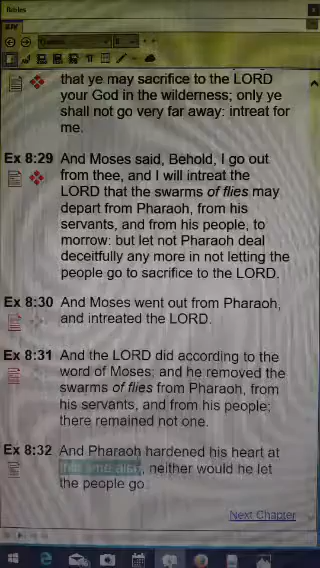 Bibles
KJV
that ye may sacrifice to the LORD
your God in the wilderness; only ye
shall not go very far away: intreat for
me.
Ex 8:29 And Moses said, Behold, I go out
from thee, and I will intreat the
LORD that the swarms of flies may
depart from Pharaoh, from his
servants, and from his people, to
morrow: but let not Pharaoh deal
deceitfully any more in not letting the
people go to sacrifice to the LORD.
Ex 8:30 And Moses went out from Pharaoh,
and intreated the LORD.
Ex 8:31 And the LORD did according to the
word of Moses; and he removed the
swarms of flies from Pharaoh, from
his servants, and from his people;
there remained not one.
Ex 8:32 And Pharaoh hardened his heart at
this time also, neither would he let
the people go.
Next Chapter